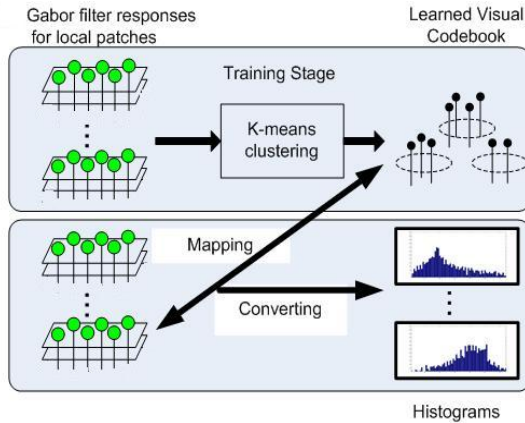 Gabor filter responses
for local patches
Learned Visual
Codebook
Training Stage
K-means
clustering
Mapping
Converting
Histograms